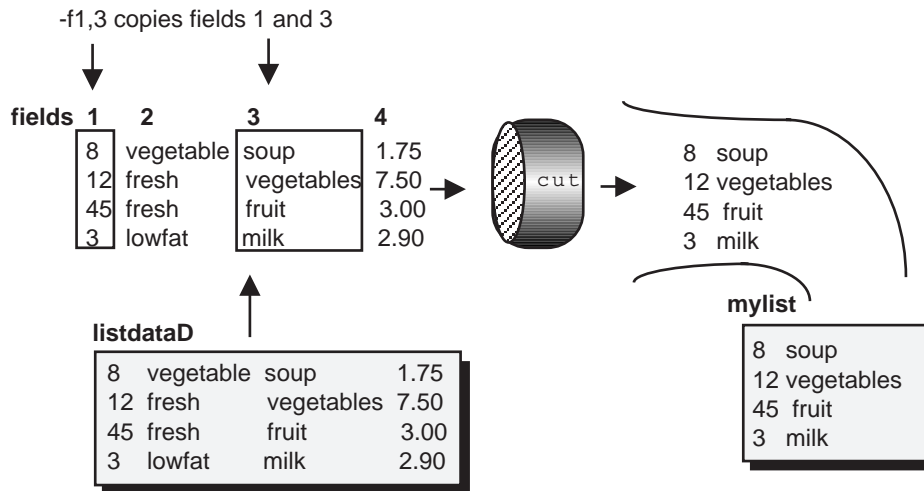 -f1,3 copies fields 1 and 3
fields 1 2 3 4
8 vegetable soup 1.75
12 fresh vegetables 7.50
45 fresh fruit 3.00
3 lowfat milk 2.90
cut
8 soup
12 vegetables
45 fruit
3 milk
listdataD
8 vegetable soup 1.75
12 fresh vegetables 7.50
45 fresh fruit 3.00
3 lowfat milk 2.90
mylist
8 soup
12 vegetables
45 fruit
3 milk